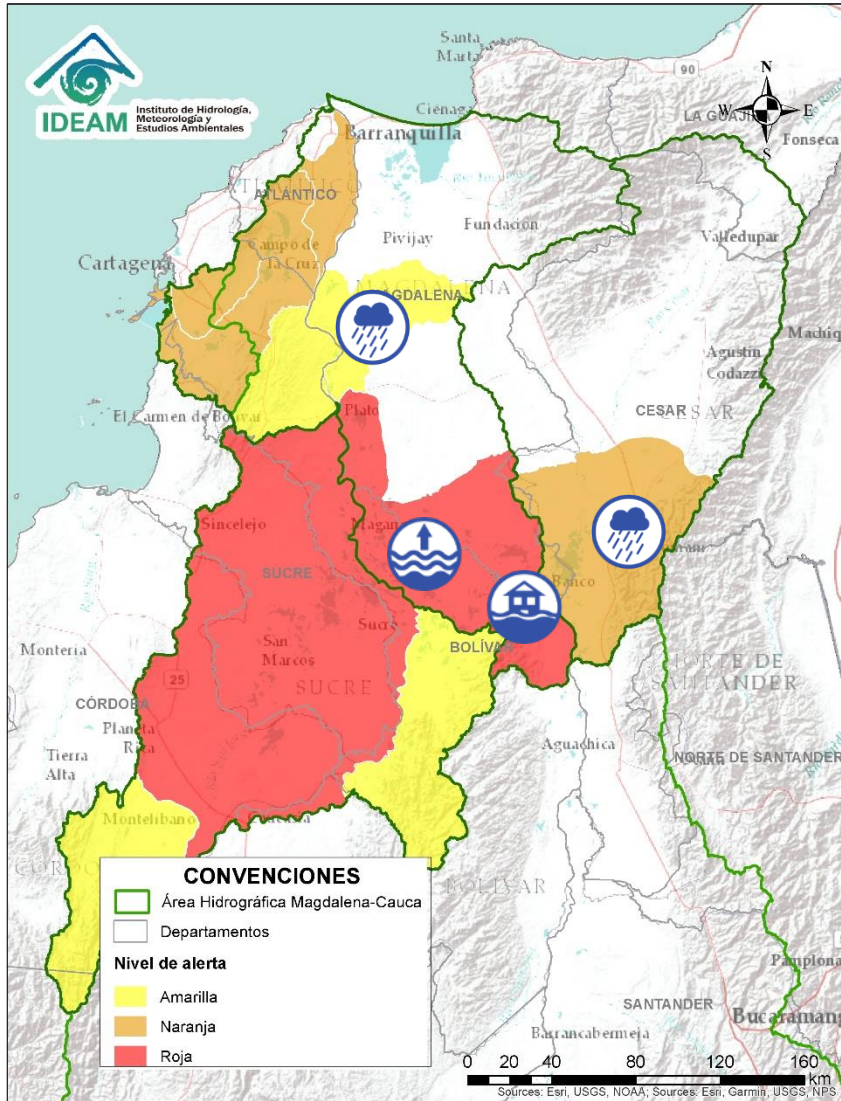 IDEAM
Instituto de Hidrología,
Meteorología y
Estudios Ambientales
Santa
Marta
90
N
W
E
S
Ciénaga
LA GUAJI
Fonseca
Barranquilla
ATLÁNTICO
Fundación
Pivijay
Valledupar
Campo de
la Cruz
Cartagena
MAGDALENA
AGDALENA
Machiq
Agustín
Codazzi
CESAR
CESAR
El Carmen de Bolívar
Plato
Sincelejo
Magang
SUCRE
Banco
Sucre
BOLÍVAR
San
Marcos
SUCRE
Montería
25
NORTE DE
SANTANDER
CÓRDOBA
Planeta
Rica
Aguachica
Tierra
Alta
NORTE DE SANTANDER
Montelíbano
BOLÍVAR
CONVENCIONES
Área Hidrográfica Magdalena-Cauca
Departamentos
Nivel de alerta
Amarilla
Naranja
Roja
Pamplona
SANTANDER
Bucaramang
Barrancabermeja
0 20 40 80 120 160
km
Sources: Esri, USGS, NOAA; Sources: Esri, Garmin, USGS, NPS